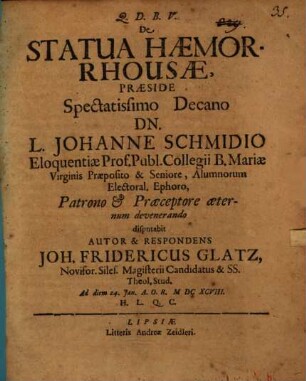 Q. D. B. V.
35.
De
STATUA HÆMOR-
RHOUSÆ,
PRÆSIDE
Spectatissimo Decano
DN.
L. JOHANNE SCHMIDIO
Eloquentiæ Prof. Publ. Collegii B. Mariæ
Virginis Præposito & Seniore, Alumnorum
Electoral. Ephoro,
Patrono & Præceptore æter-
num devenerando
disputabit
AUTOR & RESPONDENS
JOH. FRIDERICUS GLATZ,
Novifor. Siles. Magisterii Candidatus & SS.
Theol. Stud.
Ad diem 24. Jan. A. O. R. M DC XCVIII.
H. L. Q. C.
LIPSIÆ
Litteris Andreæ Zeidleri.